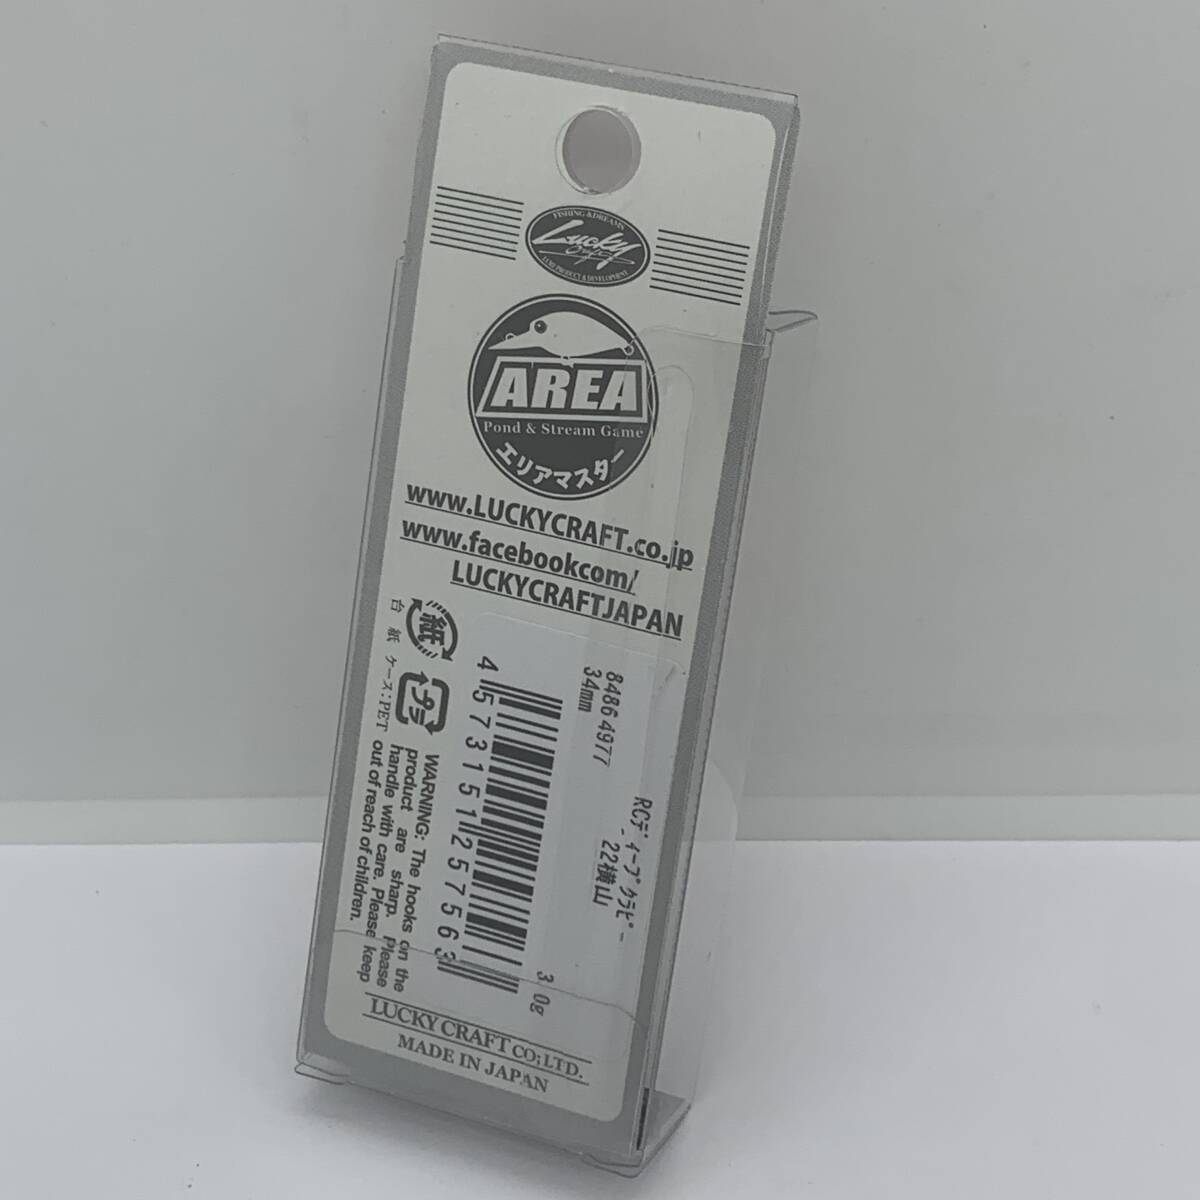 FISHING & DREAMS
Lucky Craft
LURE PRODUCT & DEVELOPMENT
AREA
Pond & Stream Game
エリアマスター
www.LUCKYCRAFT.co.jp
www.facebookcom/
LUCKYCRAFTJAPAN
紙
台紙
プラ
ケース:PET
WARNING: The hooks on the
product are sharp. Please
handle with care. Please keep
out of reach of children.
8486 4977
34mm
RCディープクラピー
22横山
3.0g
4 573151 257563
LUCKY CRAFT CO;LTD.
MADE IN JAPAN